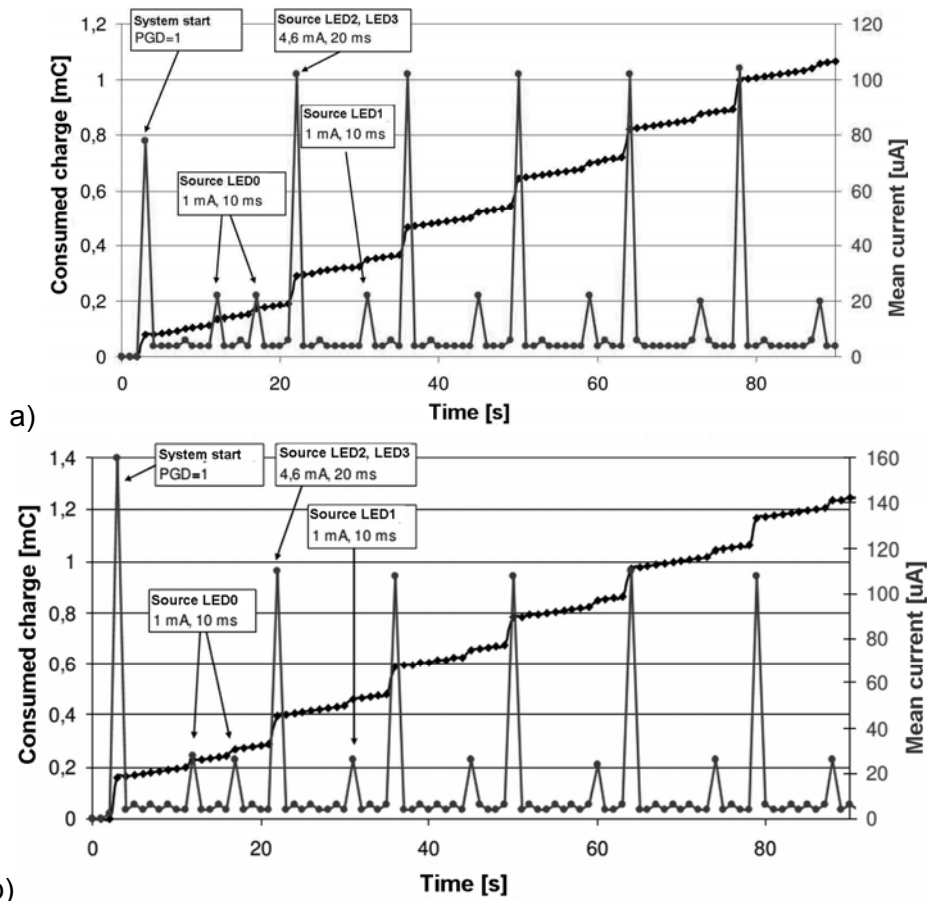 System start
PGD=1
Source LED2, LED3
4,6 mA, 20 ms
Source LED1
1 mA, 10 ms
Source LED0
1 mA, 10 ms
Consumed charge [mC]
1,2
1
0,8
0,6
0,4
0,2
0
Mean current [uA]
120
100
80
60
40
20
0
0 20 40 60 80
Time [s]
a)
System start
PGD=1
Source LED2, LED3
4,6 mA, 20 ms
Source LED1
1 mA, 10 ms
Source LED0
1 mA, 10 ms
Consumed charge [mC]
1,4
1,2
1
0,8
0,6
0,4
0,2
0
Mean current [uA]
160
140
120
100
80
60
40
20
0
0 20 40 60 80
Time [s]